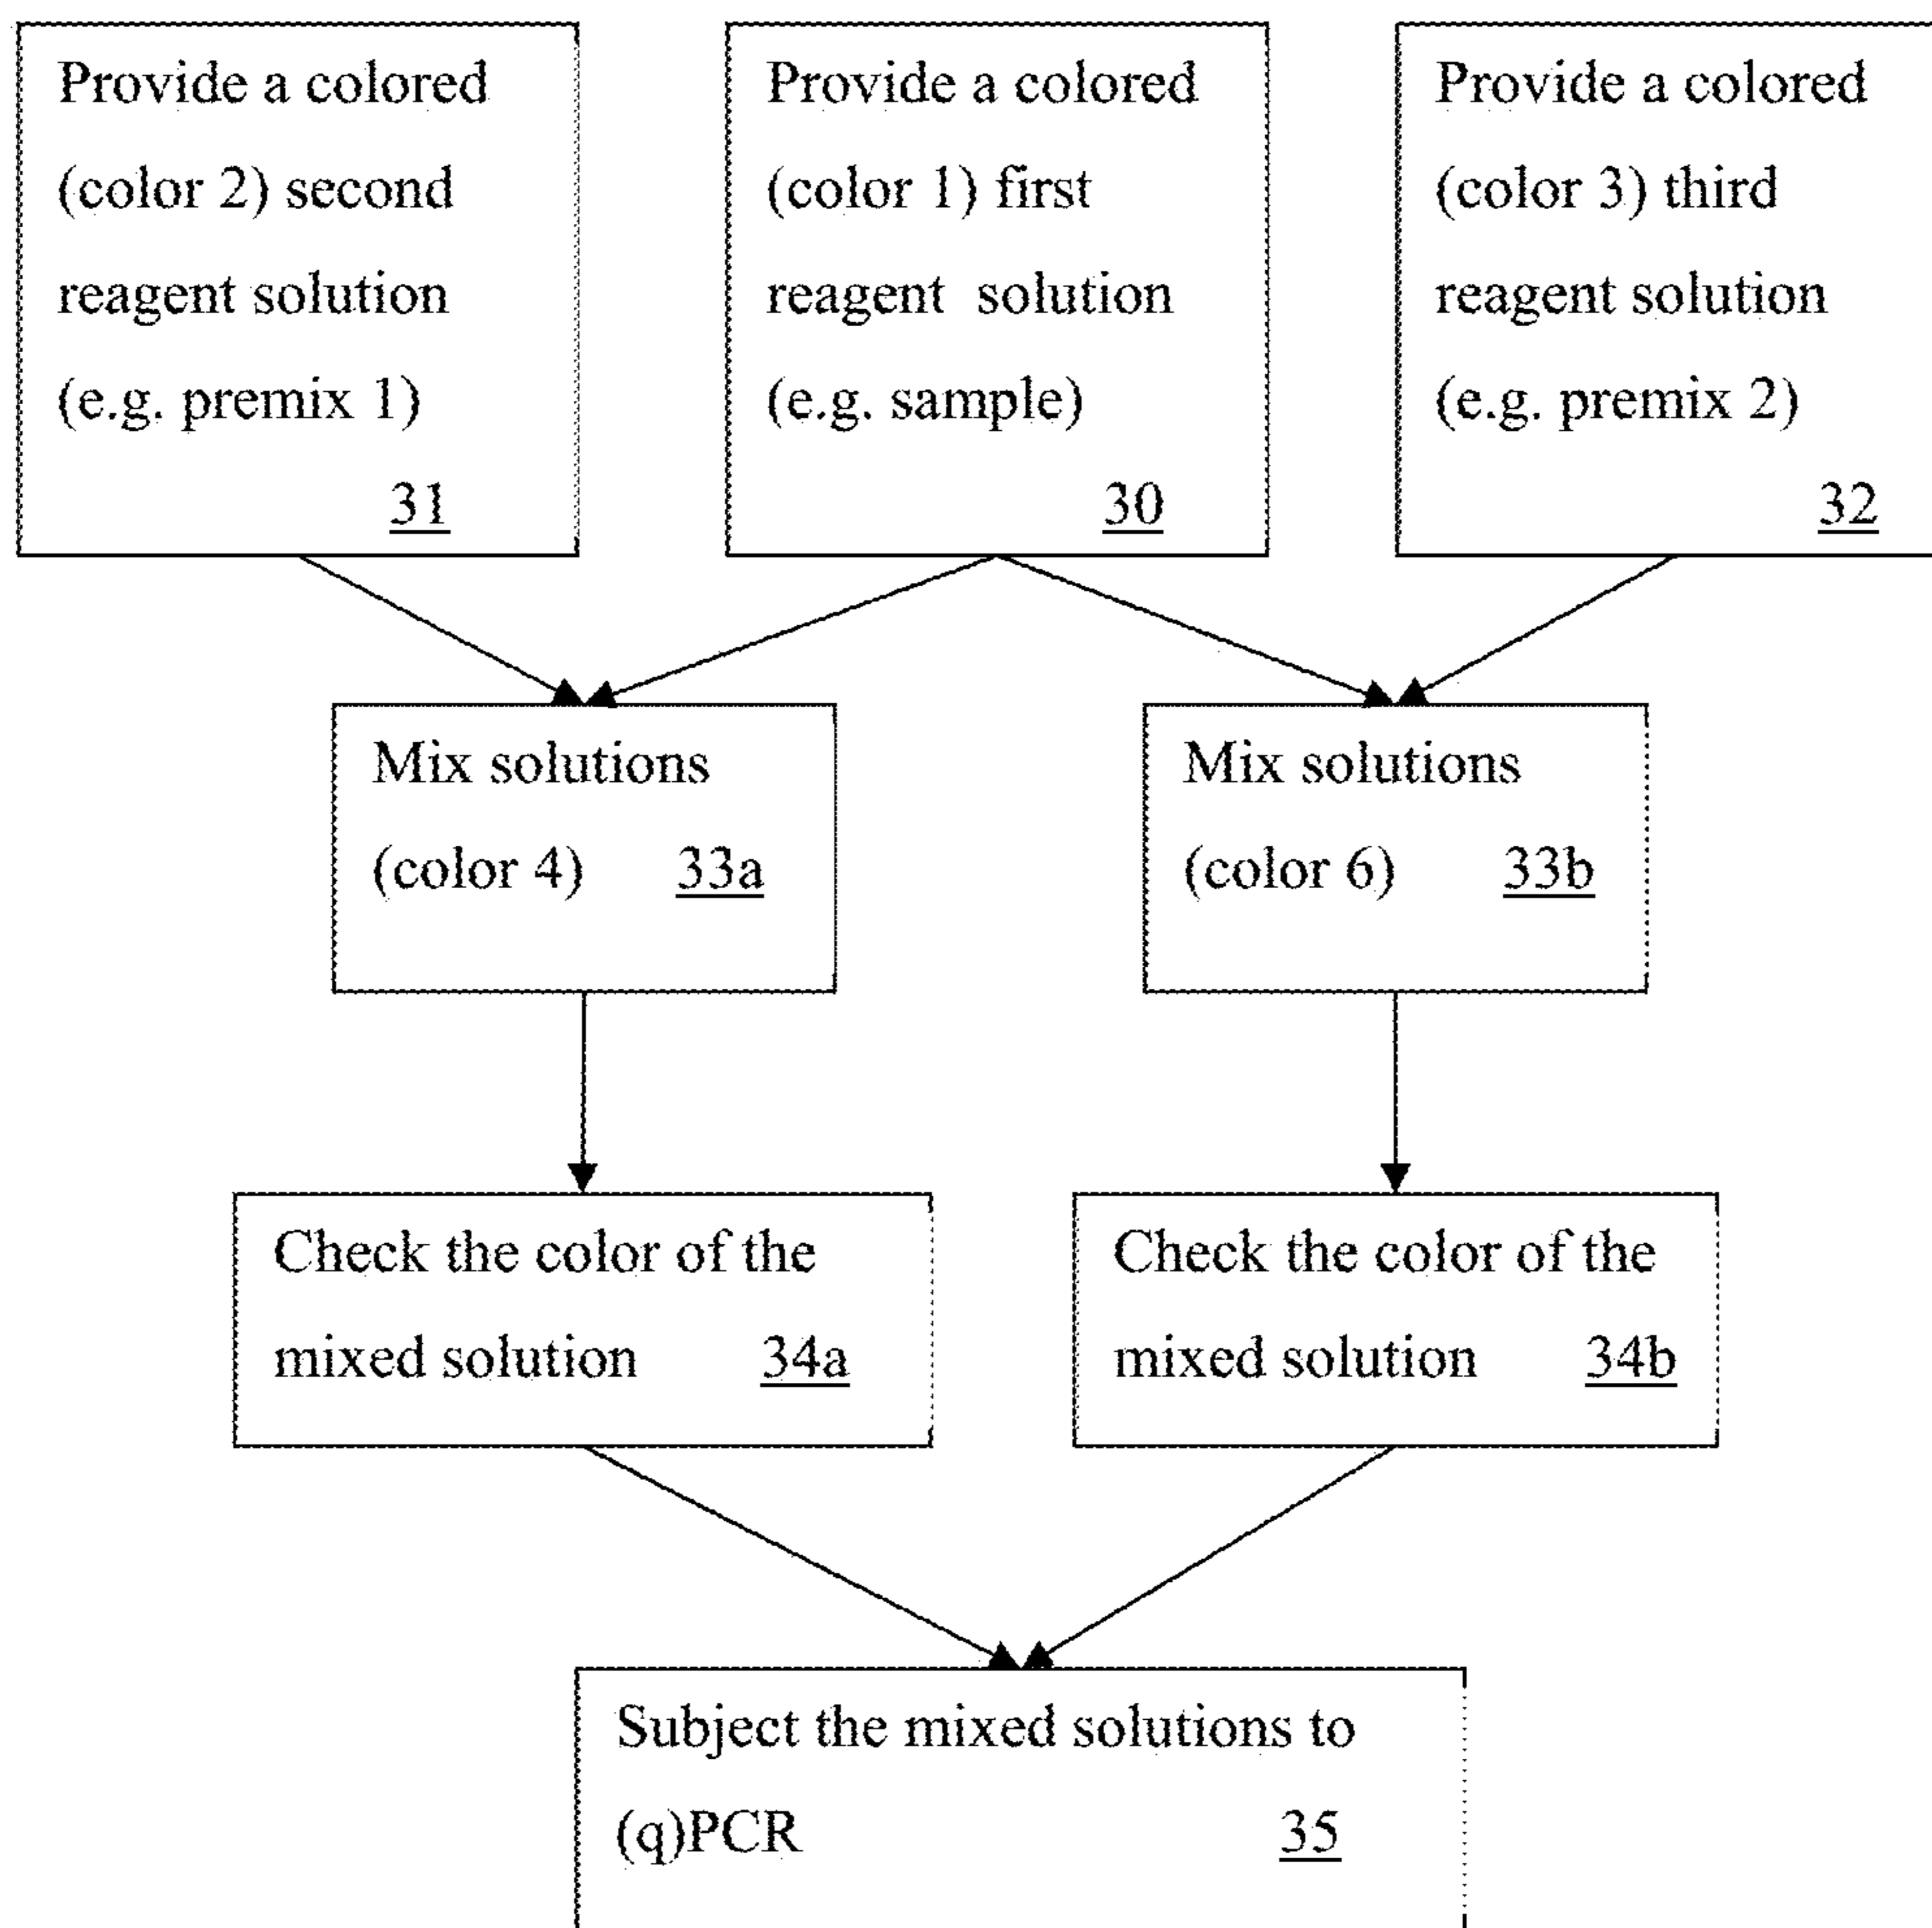 Provide a colored
(color 2) second
reagent solution
(e.g. premix 1)
31
Provide a colored
(color 1) first
reagent solution
(e.g. sample)
30
Provide a colored
(color 3) third
reagent solution
(e.g. premix 2)
32
Mix solutions
(color 4) 33a
Mix solutions
(color 6) 33b
Check the color of the
mixed solution 34a
Check the color of the
mixed solution 34b
Subject the mixed solutions to
(q)PCR 35